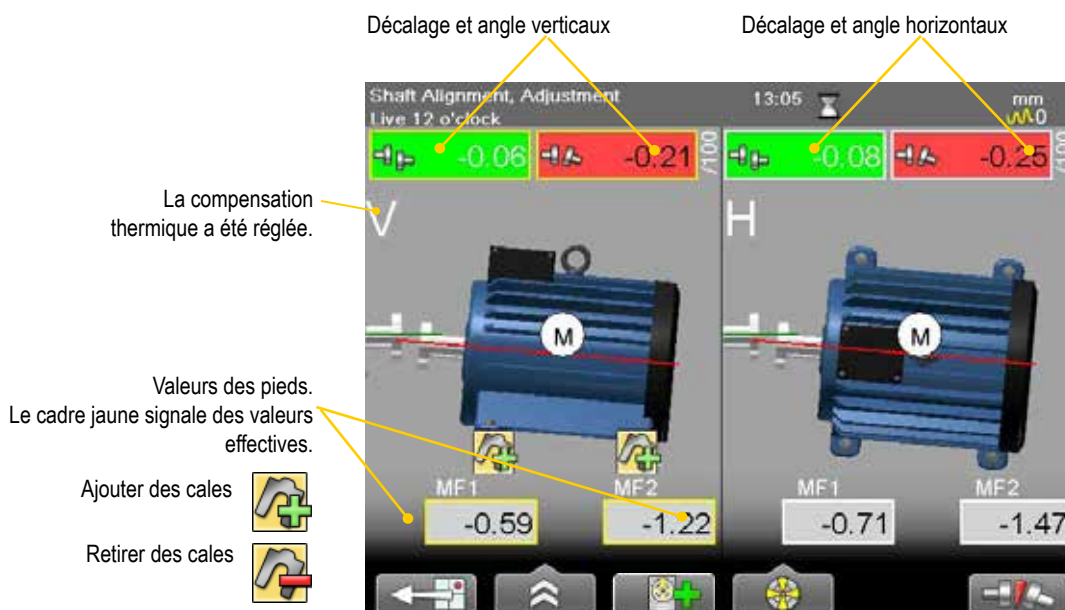 Décalage et angle verticaux
Décalage et angle horizontaux
Shaft Alignment, Adjustment
13:05
mm
Live 12 o'clock
0
-0.06
-0.21
/100
-0.08
-0.25
/100
La compensation
thermique a été réglée.
V
H
M
M
Valeurs des pieds.
Le cadre jaune signale des valeurs
effectives.
Ajouter des cales
Retirer des cales
MF1
MF2
MF1
MF2
-0.59
-1.22
-0.71
-1.47